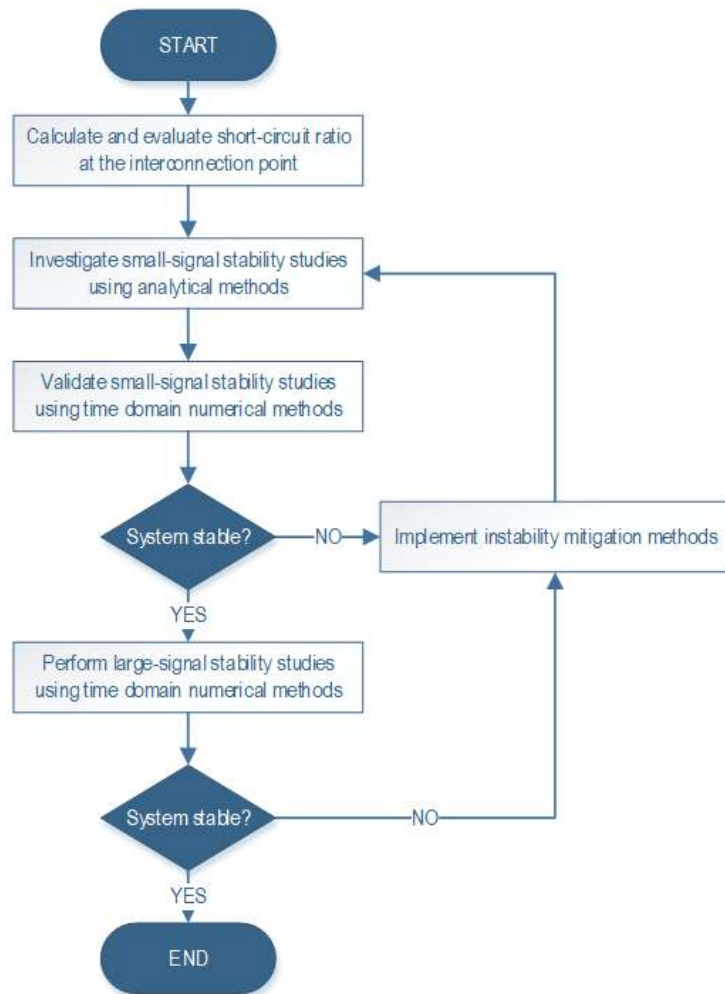 START
Calculate and evaluate short-circuit ratio
at the interconnection point
Investigate small-signal stability studies
using analytical methods
Validate small-signal stability studies
using time domain numerical methods
System stable?
NO
Implement instability mitigation methods
YES
Perform large-signal stability studies
using time domain numerical methods
System stable?
NO
YES
END